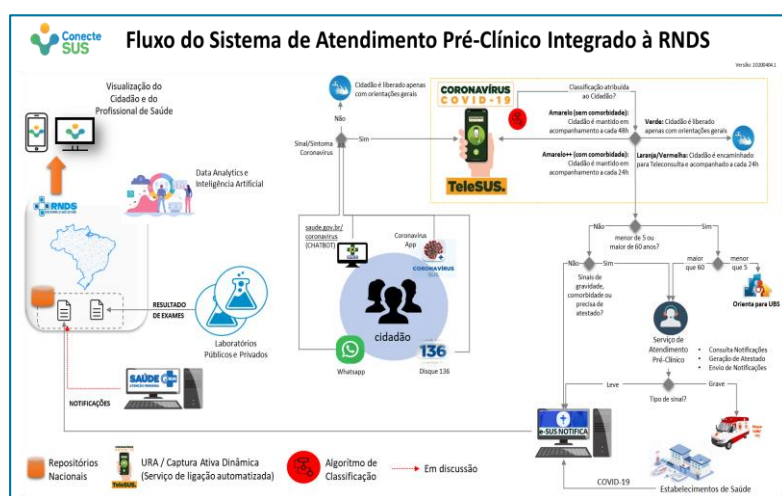 Conecte
SUS
Fluxo do Sistema de Atendimento Pré-Clínico Integrado à RNDS
Visualização do
Cidadão e do
Profissional de Saúde
RNDS
Data Analytics e
Inteligência Artificial
RESULTADO
DE EXAMES
Laboratórios
Públicos e Privados
NOTIFICAÇÕES
SAÚDE
Cidadão é liberado apenas
com orientações gerais
Não
Sinal/Sintoma
Coronavirus
Sim
saude.gov.br/
coronavirus
(CHATBOT)
Coronavírus
App
CORONAVÍRUS
SUS
cidadão
Whatsapp
136
Disque 136
CORONAVÍRUS
COVID-19
TeleSUS.
Classificação atribuída
ao Cidadão?
Amarelo (sem comorbidade):
Cidadão é mantido em
acompanhamento a cada 48h
Amarelo++ (com comorbidade):
Cidadão é mantido em
acompanhamento a cada 24h
Verde: Cidadão é liberado
apenas com orientações gerais
Laranja/Vermelha: Cidadão é encaminhado
para Teleconsulta e acompanhado a cada 24h
Não
Sim
menor de 5 ou
maior de 60 anos?
Não
Sim
Sinais de
gravidade,
comorbidade ou
precisa de
atestado?
maior
que 60
menor
que 5
Orienta para UBS
Serviço de
Atendimento
Pré-Clínico
• Consulta Notificações
• Geração de Atestado
• Envio de Notificações
Leve
Grave
Tipo de sinal?
e-SUS NOTIFICA
COVID-19
Estabelecimentos de Saúde
Repositórios
Nacionais
TeleSUS.
URA / Captura Ativa Dinâmica
(Serviço de ligação automatizada)
Algorítmo de
Classificação
Em discussão